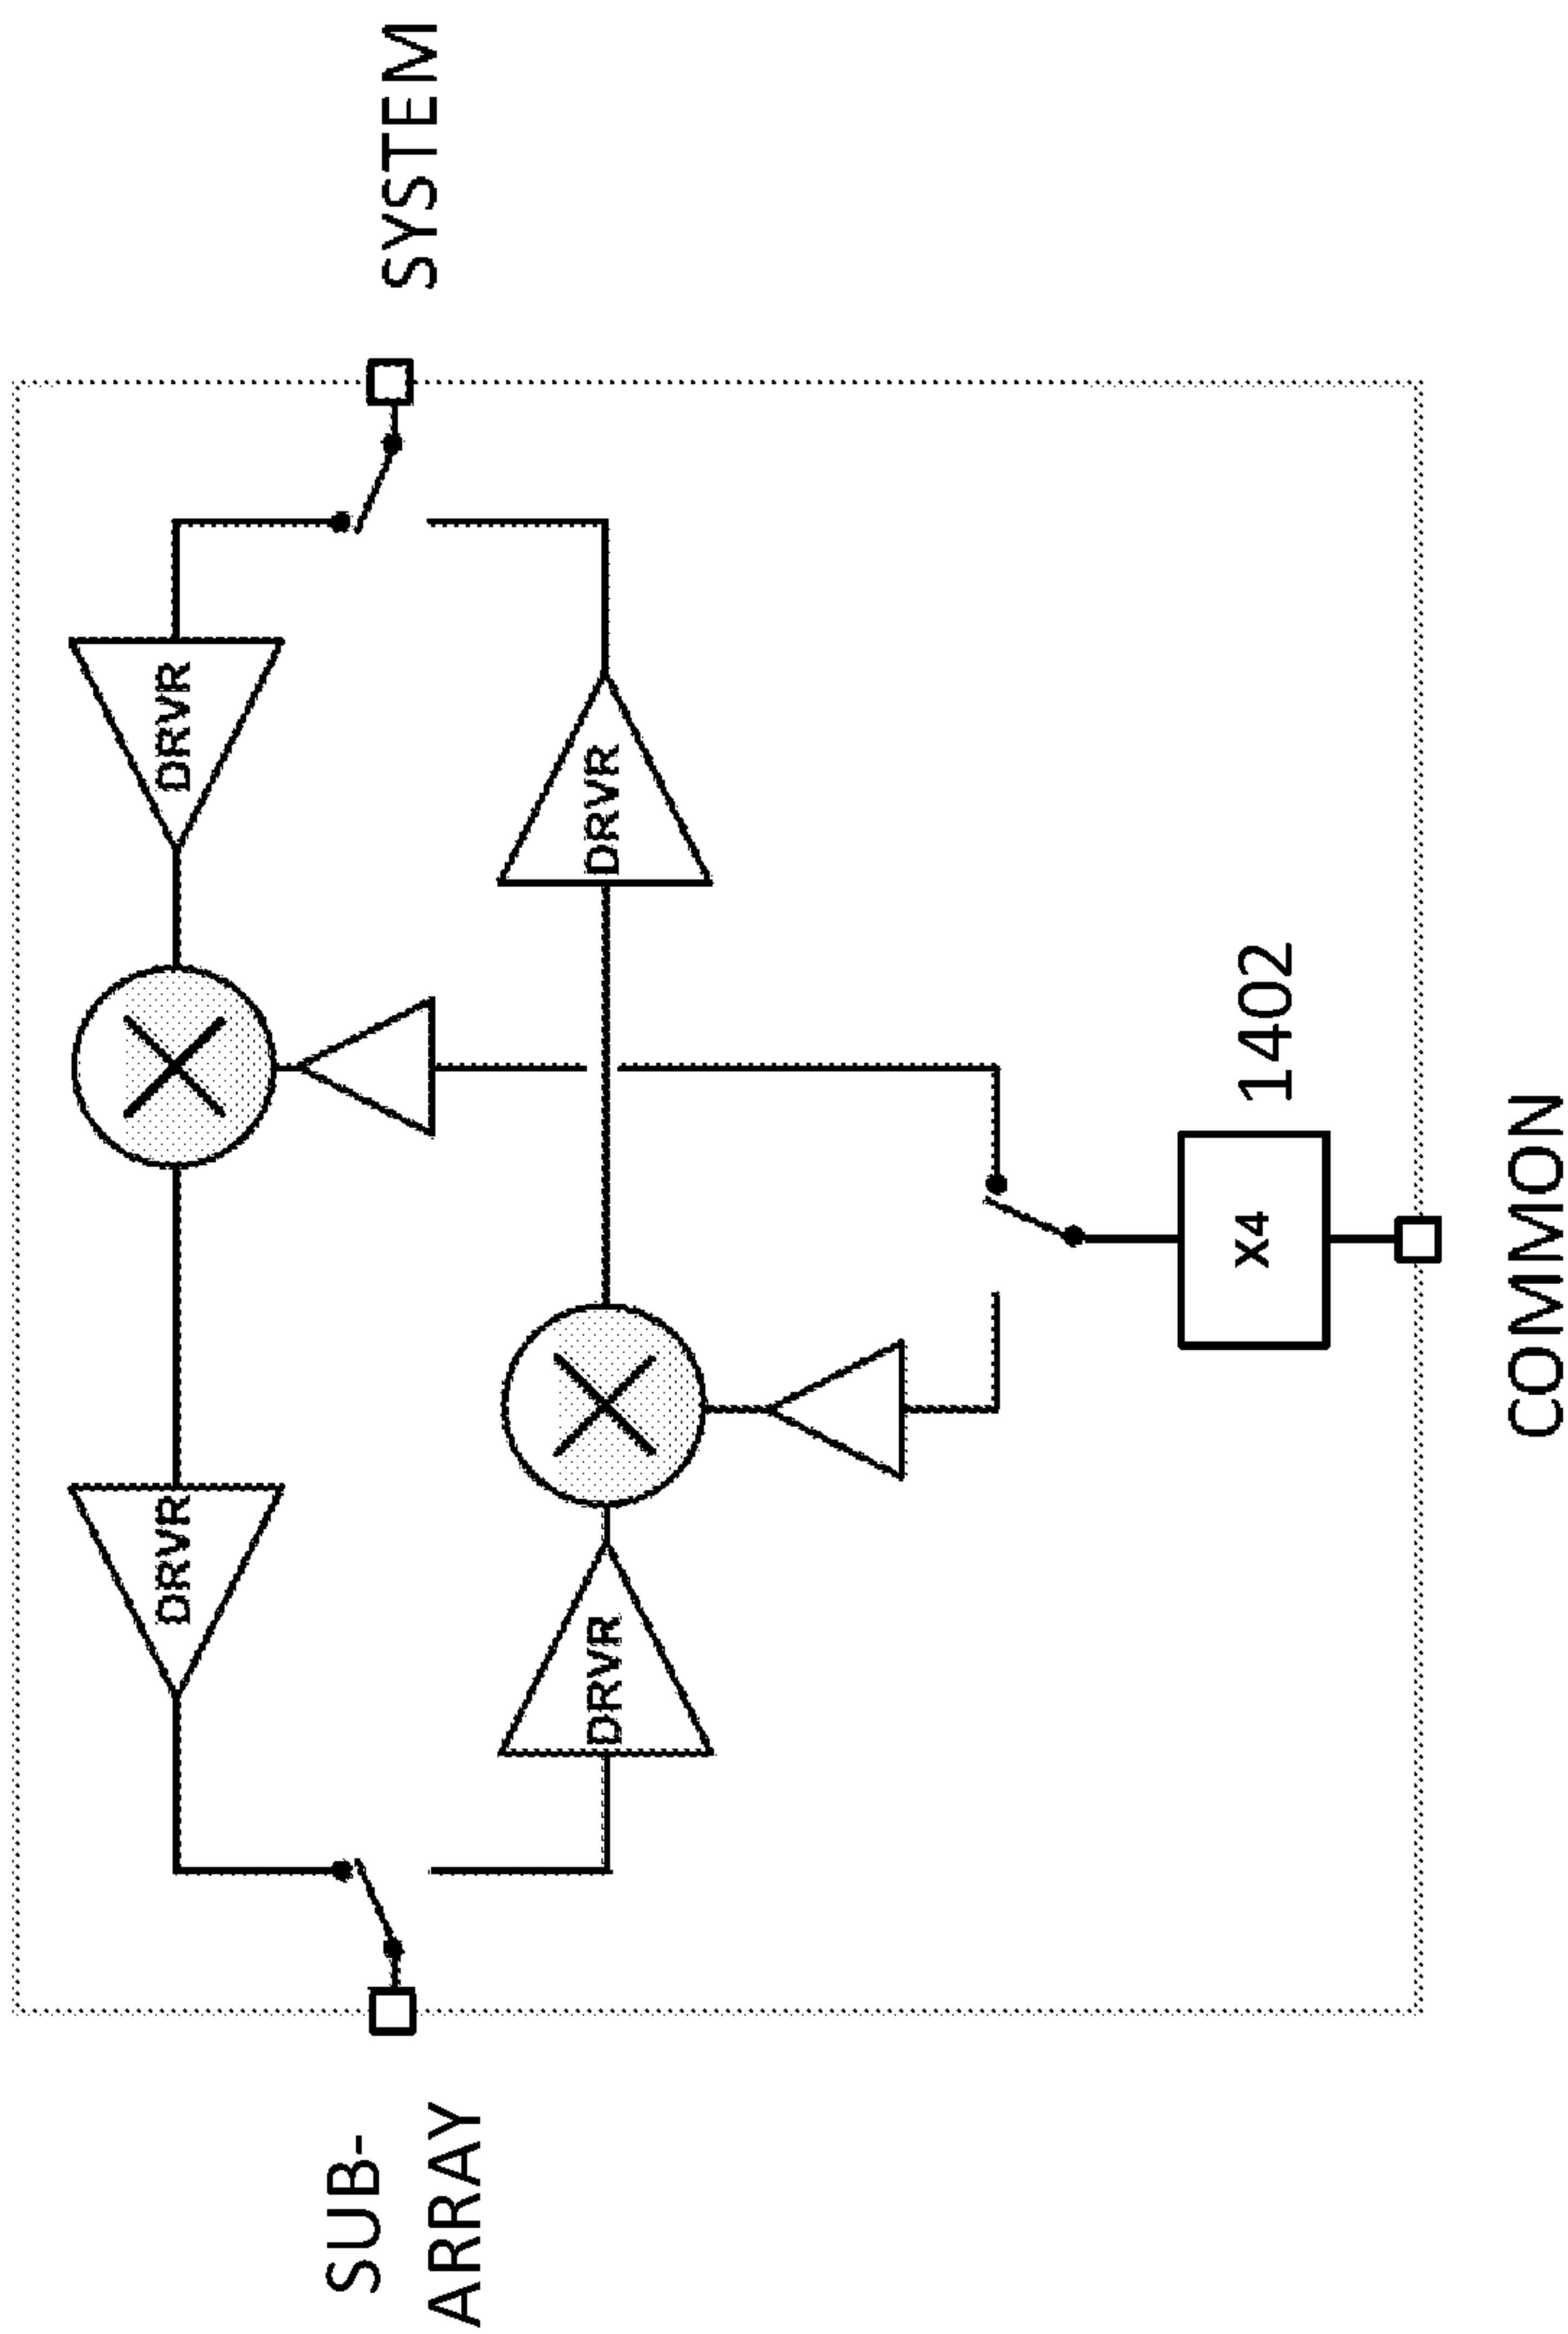 SUB-
ARRAY
SYSTEM
DRVR
DRVR
DRVR
DRVR
X4
1402
COMMON